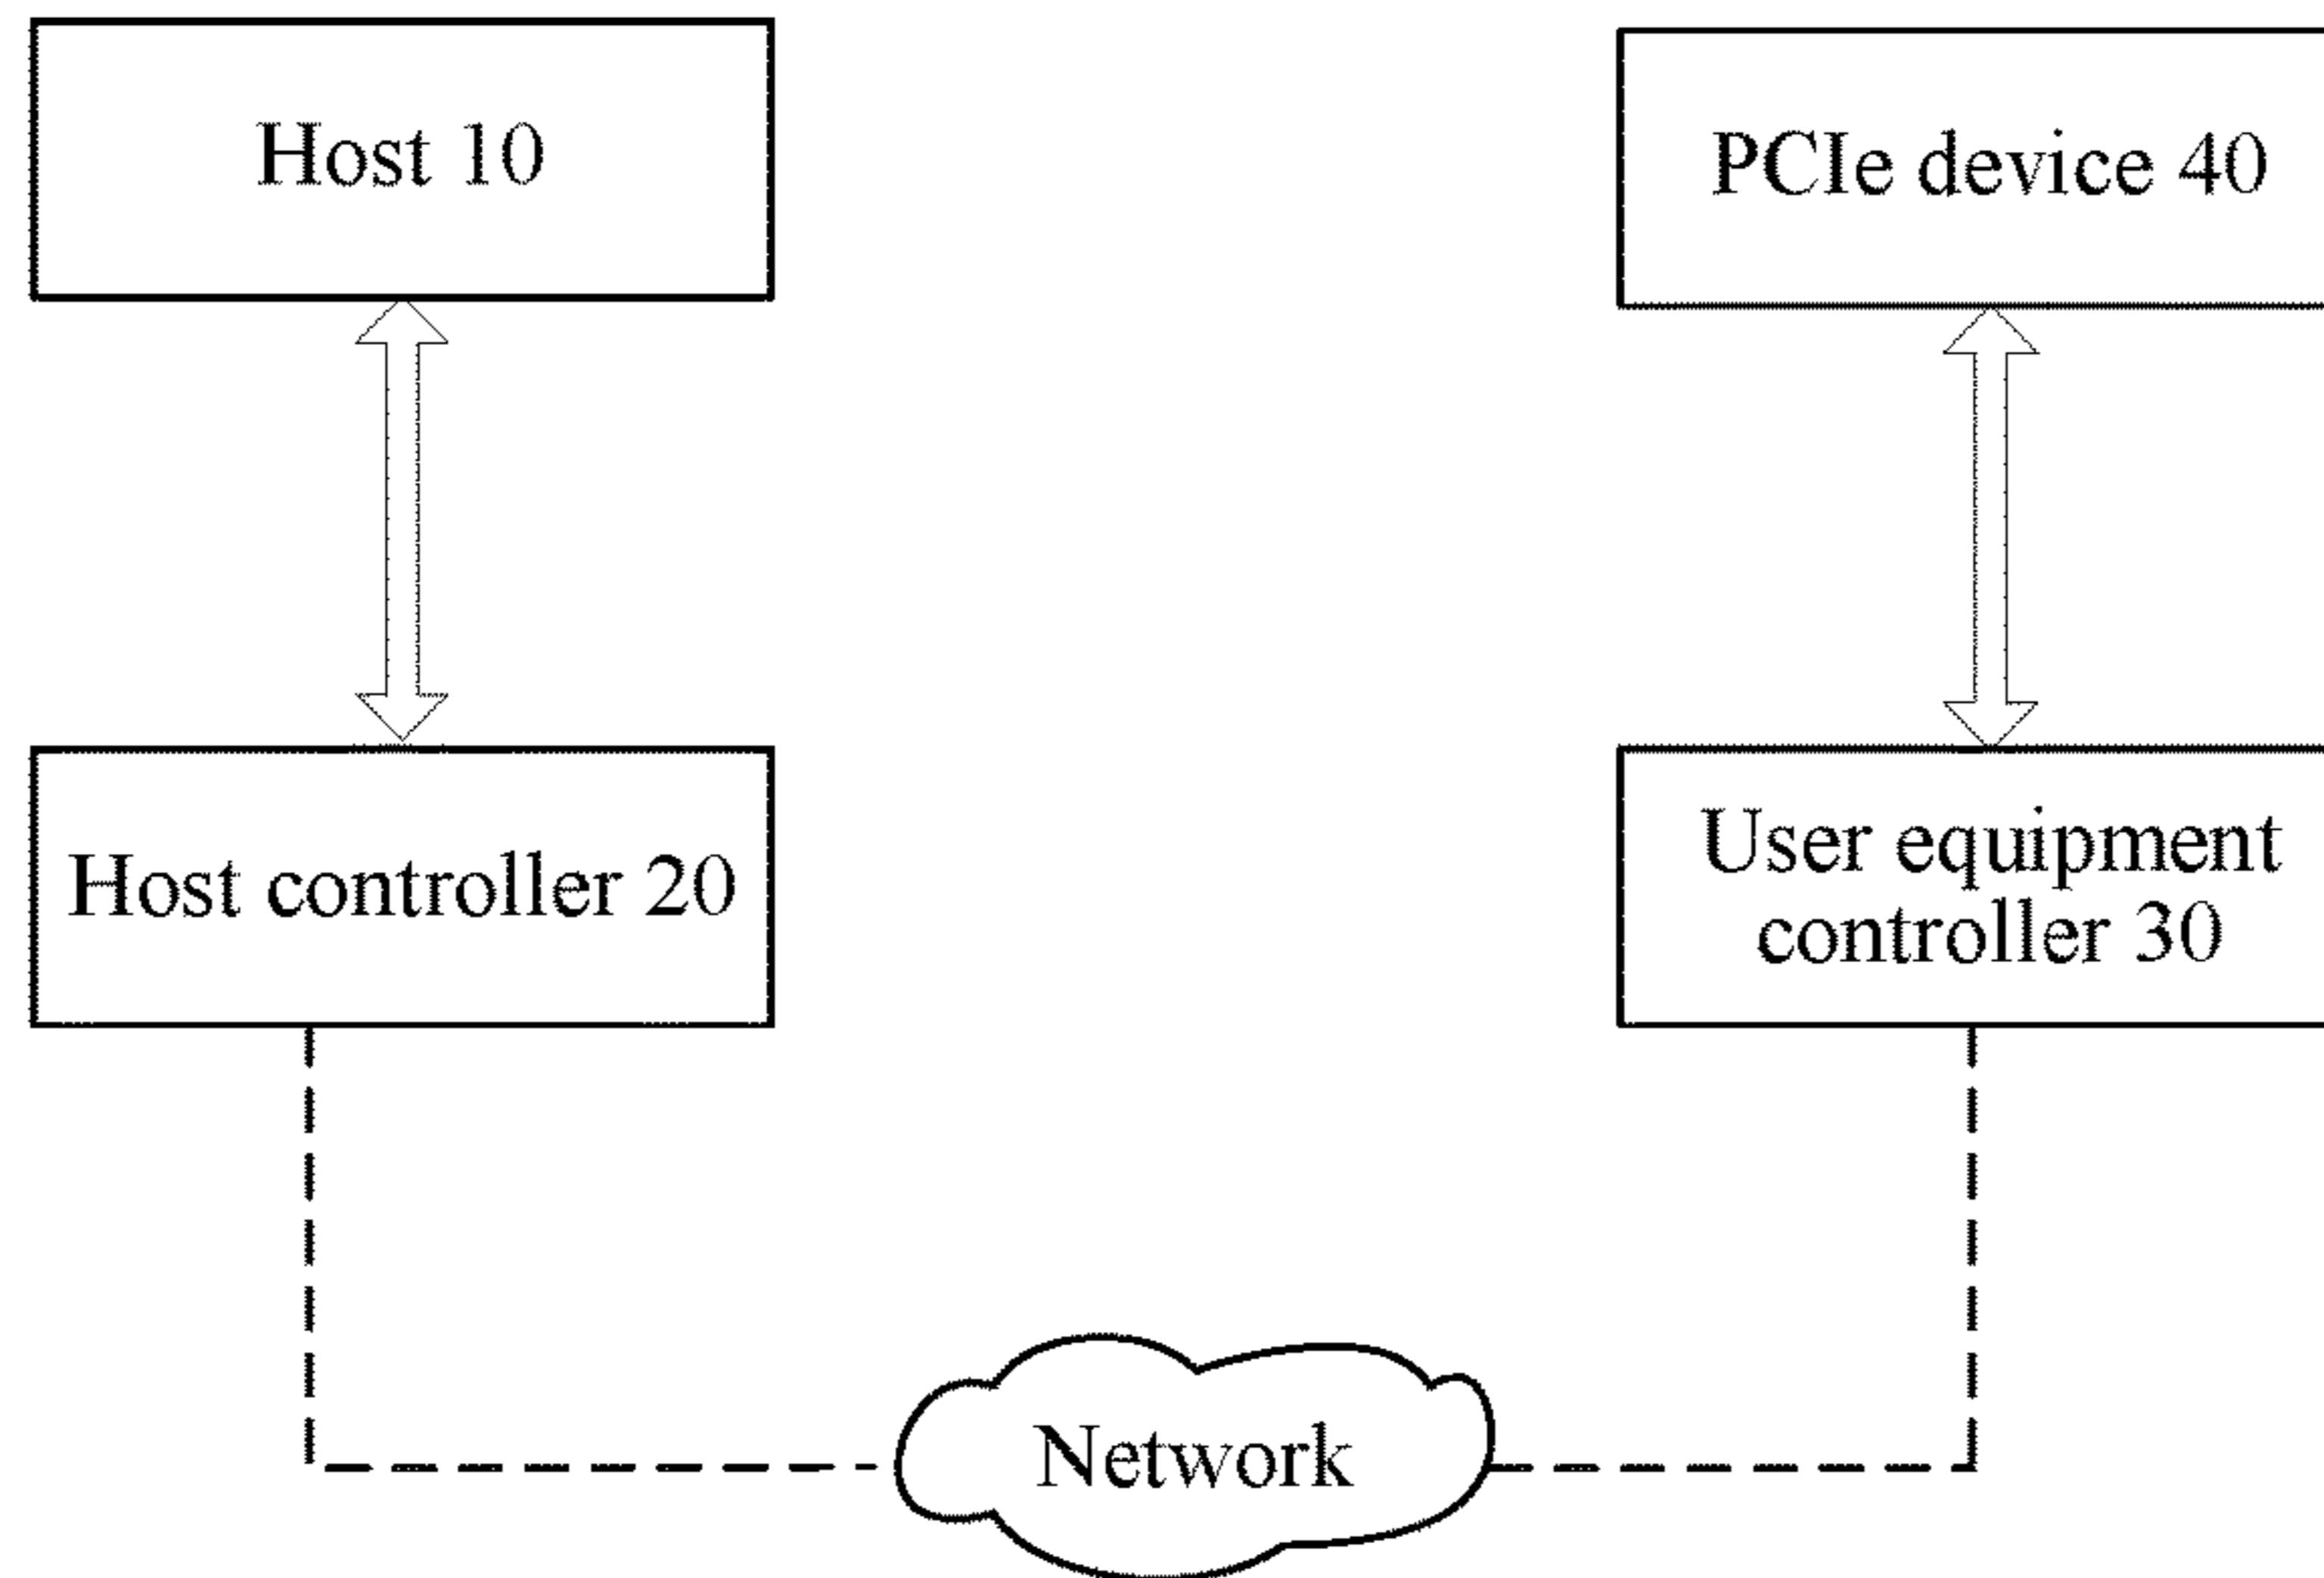 Host 10
PCIe device 40
Host controller 20
User equipment
controller 30
Network